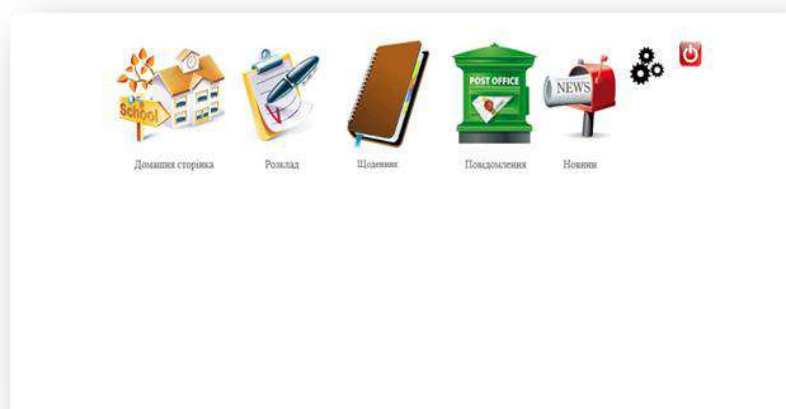 School
POST OFFICE
NEWS
Домашня сторінка
Розклад
Щоденник
Повідомлення
Новини